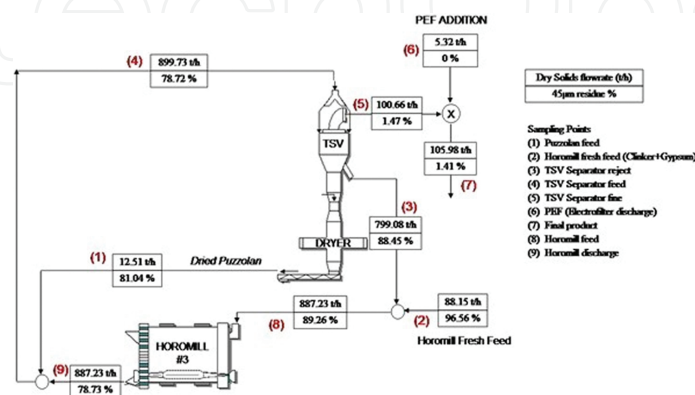 PEF ADDITION
5.32 t/h
(6)
0 %
(4)
899.73 t/h
78.72 %
(5)
100.66 t/h
1.47 %
X
TSV
105.98 t/h
1.41 %
(7)
(3)
799.08 t/h
88.45 %
DRYER
(1)
Dried Puzzolan
12.51 t/h
81.04 %
887.23 t/h
89.26 %
(8)
88.15 t/h
96.56 %
(2)
Horomill Fresh Feed
HOROMILL
#3
(9)
887.23 t/h
78.73 %
Dry Solids flowrate (t/h)
45µm residue %
Sampling Points
(1) Puzzolan feed
(2) Horomill fresh feed (Clinker+Gypsum)
(3) TSV Separator reject
(4) TSV Separator feed
(5) TSV Separator fine
(6) PEF (Electrofilter discharge)
(7) Final product
(8) Horomill feed
(9) Horomill discharge